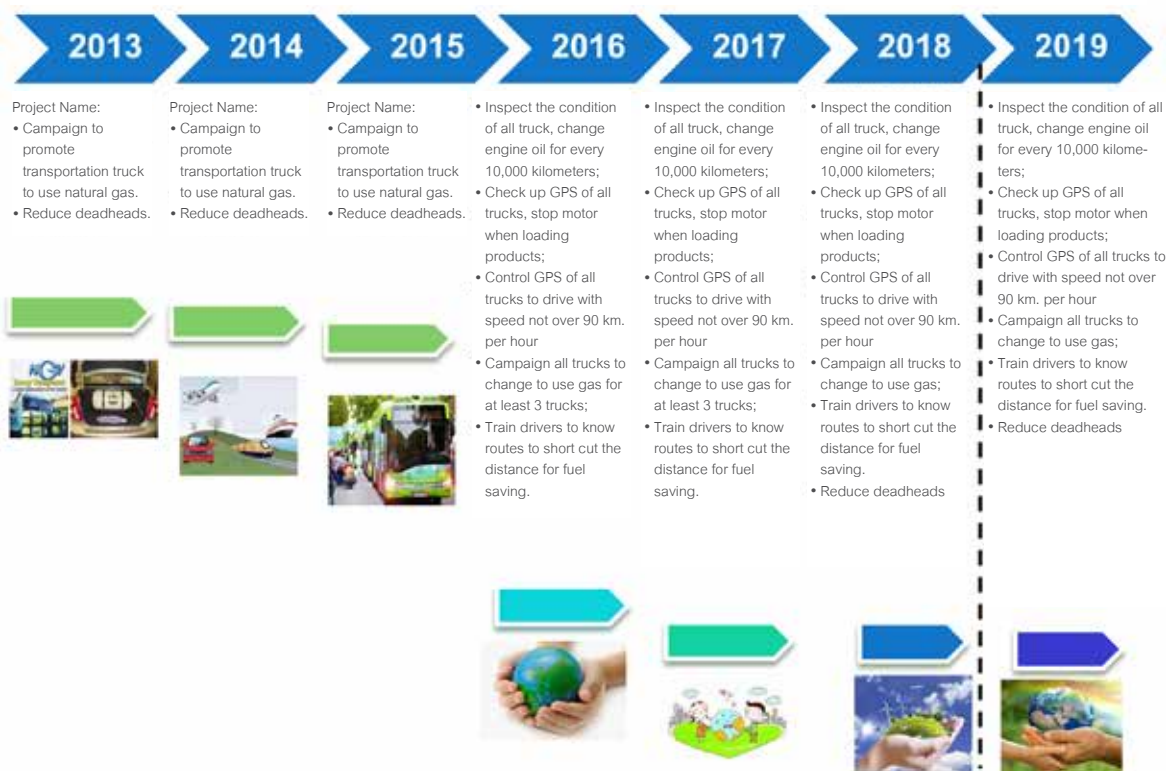 2013
2014
2015
2016
2017
2018
2019
Project Name:
• Campaign to
promote
transportation truck
to use natural gas.
• Reduce deadheads.
Project Name:
• Campaign to
promote
transportation truck
to use natural gas.
• Reduce deadheads.
Project Name:
• Campaign to
promote
transportation truck
to use natural gas.
• Reduce deadheads.
• Inspect the condition
of all truck, change
engine oil for every
10,000 kilometers;
• Check up GPS of all
trucks, stop motor
when loading
products;
• Control GPS of all
trucks to drive with
speed not over 90 km.
per hour
• Campaign all trucks to
change to use gas for
at least 3 trucks;
• Train drivers to know
routes to short cut the
distance for fuel
saving.
• Inspect the condition
of all truck, change
engine oil for every
10,000 kilometers;
• Check up GPS of all
trucks, stop motor
when loading
products;
• Control GPS of all
trucks to drive with
speed not over 90 km.
per hour
• Campaign all trucks to
change to use gas for
at least 3 trucks;
• Train drivers to know
routes to short cut the
distance for fuel
saving.
• Inspect the condition
of all truck, change
engine oil for every
10,000 kilometers;
• Check up GPS of all
trucks, stop motor
when loading
products;
• Control GPS of all
trucks to drive with
speed not over 90 km.
per hour
• Campaign all trucks to
change to use gas;
• Train drivers to know
routes to short cut the
distance for fuel
saving.
• Reduce deadheads
• Inspect the condition of all
truck, change engine oil
for every 10,000 kilome-
ters;
• Check up GPS of all
trucks, stop motor when
loading products;
• Control GPS of all trucks to
drive with speed not over
90 km. per hour
• Campaign all trucks to
change to use gas;
• Train drivers to know
routes to short cut the
distance for fuel saving.
• Reduce deadheads
NGV